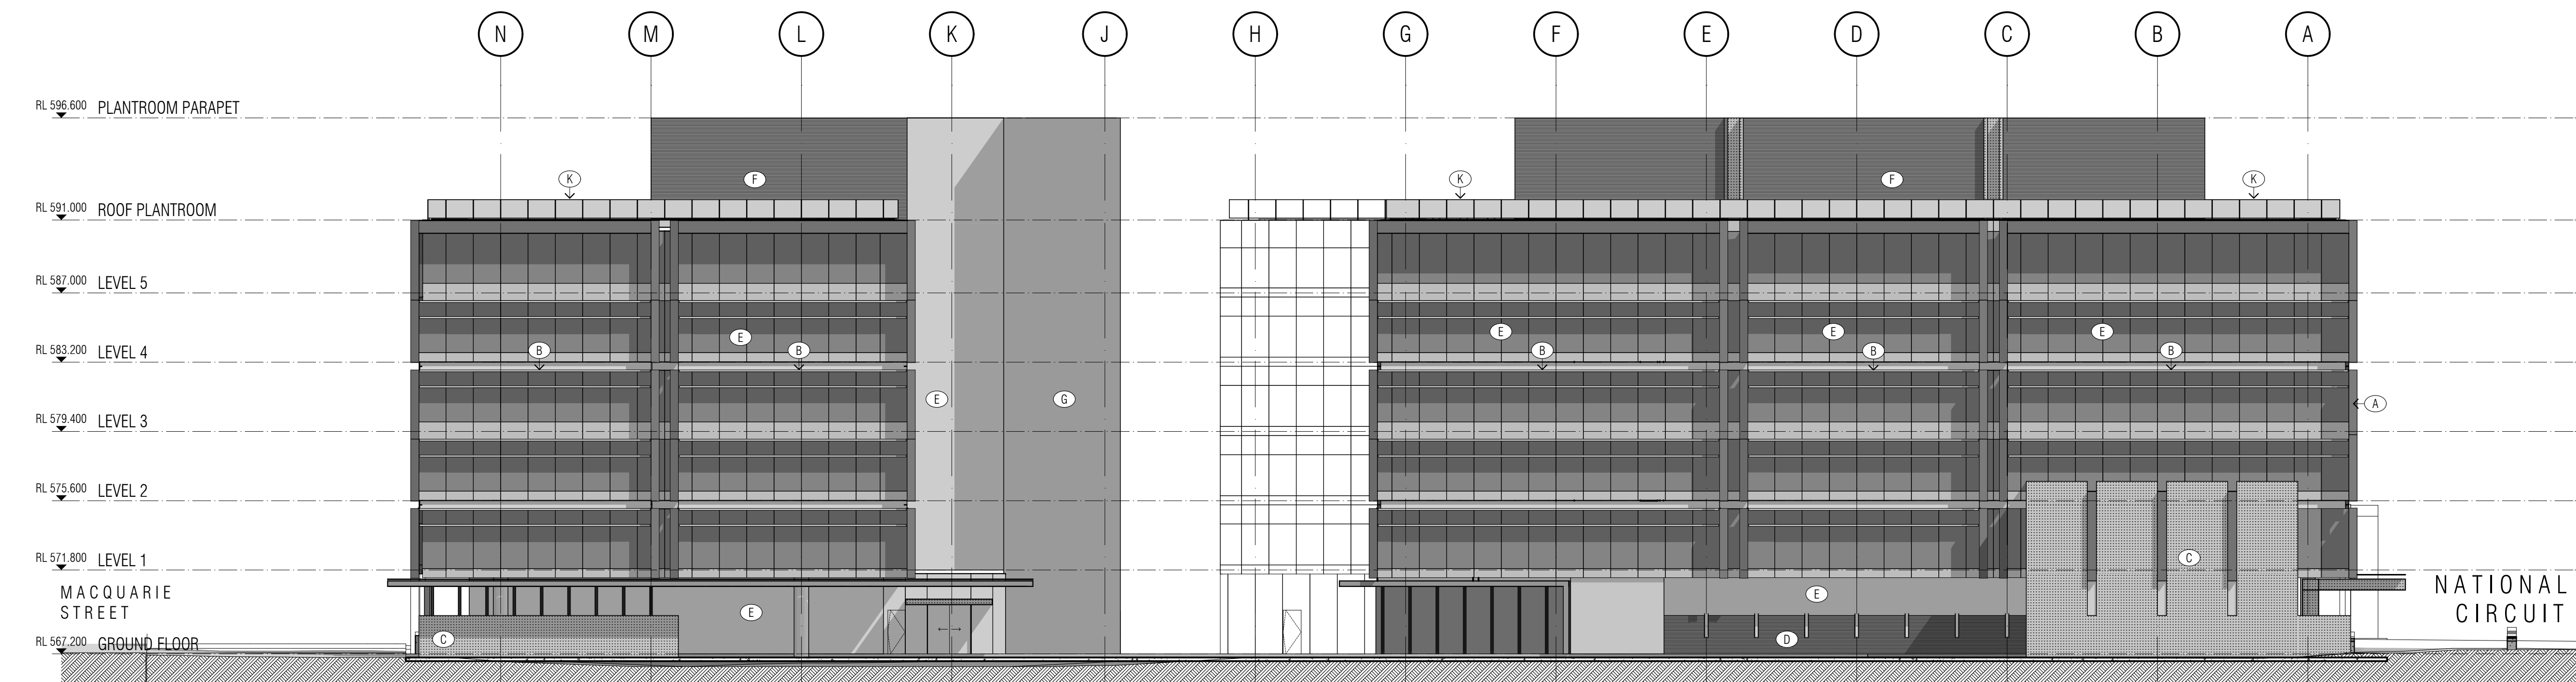 N M L K J H G F E D C B A
RL 596.600 PLANTROOM PARAPET
K F K F K
RL 591.000 ROOF PLANTROOM
RL 587.000 LEVEL 5
E E E E
RL 583.200 LEVEL 4
B B B B B
E G A
RL 579.400 LEVEL 3
RL 575.600 LEVEL 2
C
RL 571.800 LEVEL 1
MACQUARIE
STREET
E E
NATIONAL
CIRCUIT
C D
RL 567.200 GROUND FLOOR